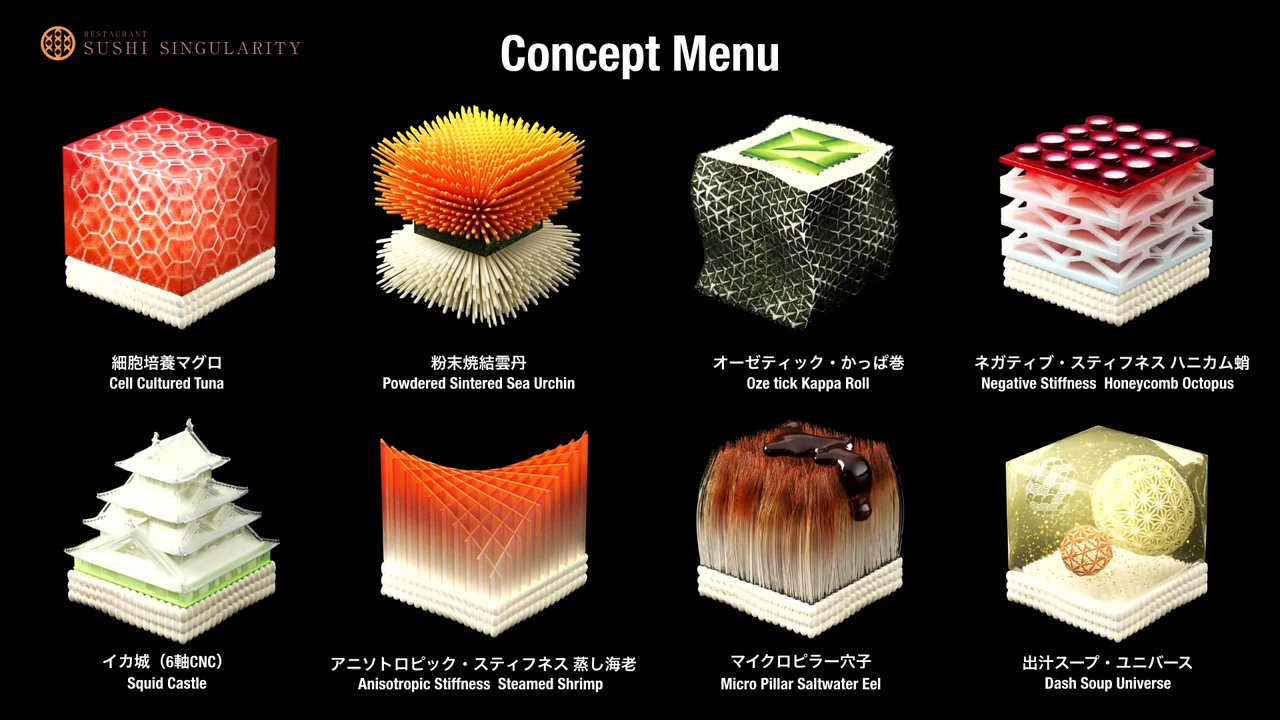 RESTAURANT
SUSHI SINGULARITY
Concept Menu
細胞培養マグロ
Cell Cultured Tuna
粉末焼結雲丹
Powdered Sintered Sea Urchin
オーゼティック・かっぱ巻
Oze tick Kappa Roll
ネガティブ・スティフネス ハニカム蛸
Negative Stiffness Honeycomb Octopus
イカ城（6軸CNC）
Squid Castle
アニソトロピック・スティフネス 蒸し海老
Anisotropic Stiffness Steamed Shrimp
マイクロピラー穴子
Micro Pillar Saltwater Eel
出汁スープ・ユニバース
Dash Soup Universe